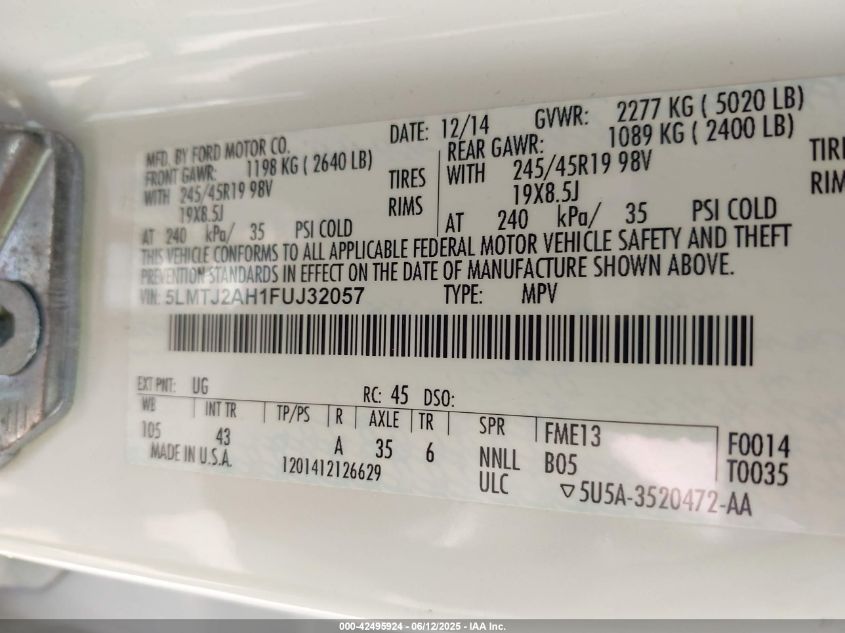 MFD. BY FORD MOTOR CO. DATE: 12/14 GVWR: 2277 KG ( 5020 LB)
FRONT GAWR: 1198 KG ( 2640 LB) REAR GAWR: 1089 KG ( 2400 LB)
WITH 245/45R19 98V TIRES WITH 245/45R19 98V TIRE
19X8.5J RIMS 19X8.5J RIM
AT 240 kPa/ 35 PSI COLD AT 240 kPa/ 35 PSI COLD
THIS VEHICLE CONFORMS TO ALL APPLICABLE FEDERAL MOTOR VEHICLE SAFETY AND THEFT
PREVENTION STANDARDS IN EFFECT ON THE DATE OF MANUFACTURE SHOWN ABOVE.
VIN: 5LMTJ2AH1FUJ32057 TYPE: MPV
EXT PNT: UG RC: 45 DSO:
WB INT TR TP/PS R AXLE TR SPR FME13 F0014
105 43 A 35 6 NNLL B05 T0035
MADE IN U.S.A. 1201412126629 ULC ▽5U5A-3520472-AA
000-42495924 - 06/12/2025 - IAA Inc.